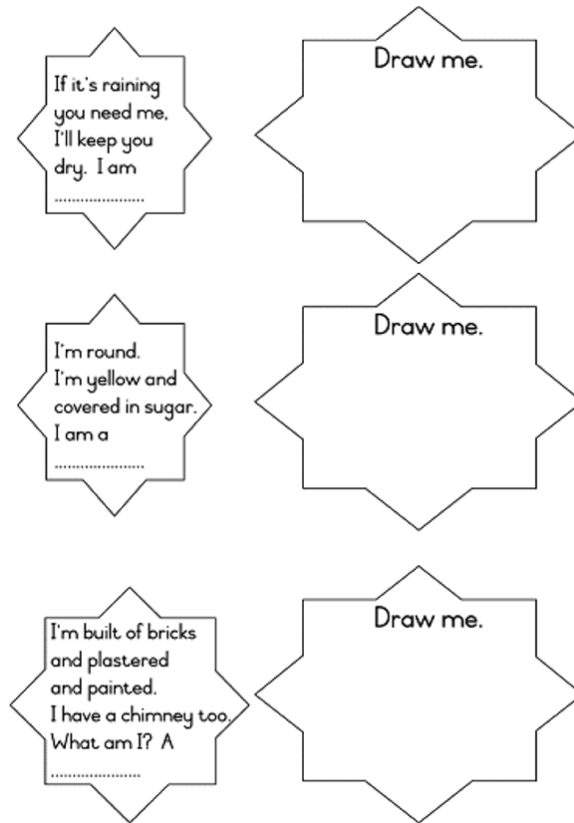 If it's raining
you need me,
I'll keep you
dry. I am
.....................
Draw me.
I'm round.
I'm yellow and
covered in sugar.
I am a
.....................
Draw me.
I'm built of bricks
and plastered
and painted.
I have a chimney too.
What am I? A
.....................
Draw me.